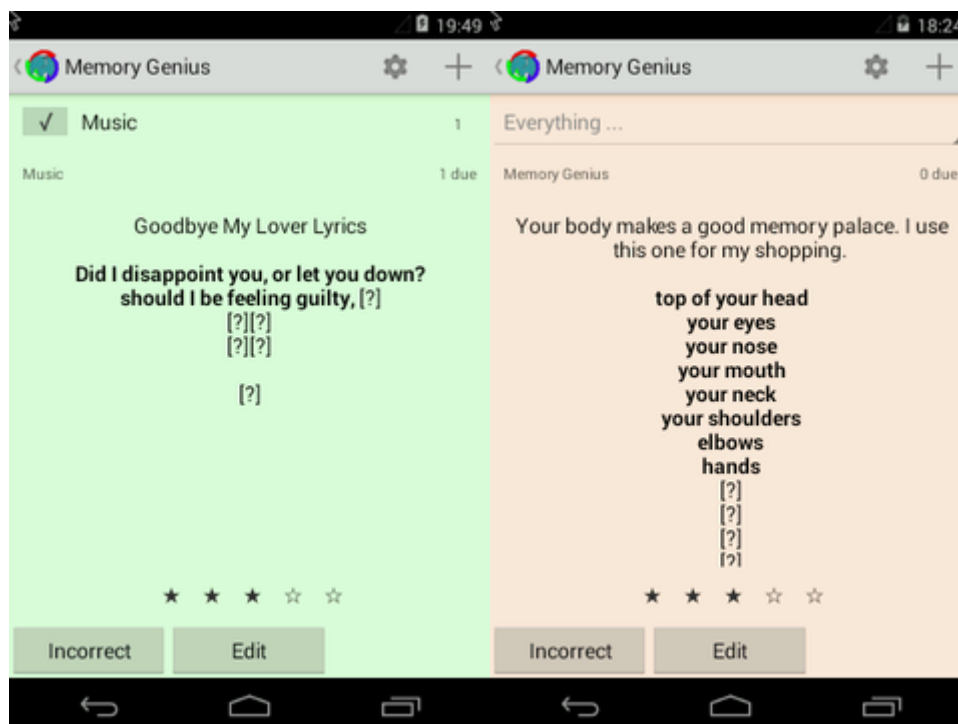 19:49
Memory Genius
√ Music 1
Music 1 due
Goodbye My Lover Lyrics
Did I disappoint you, or let you down?
should I be feeling guilty, [?]
[?][?]
[?][?]
[?]
Incorrect Edit
18:24
Memory Genius
Everything ...
Memory Genius 0 due
Your body makes a good memory palace. I use
this one for my shopping.
top of your head
your eyes
your nose
your mouth
your neck
your shoulders
elbows
hands
[?]
[?]
[?]
[?]
Incorrect Edit